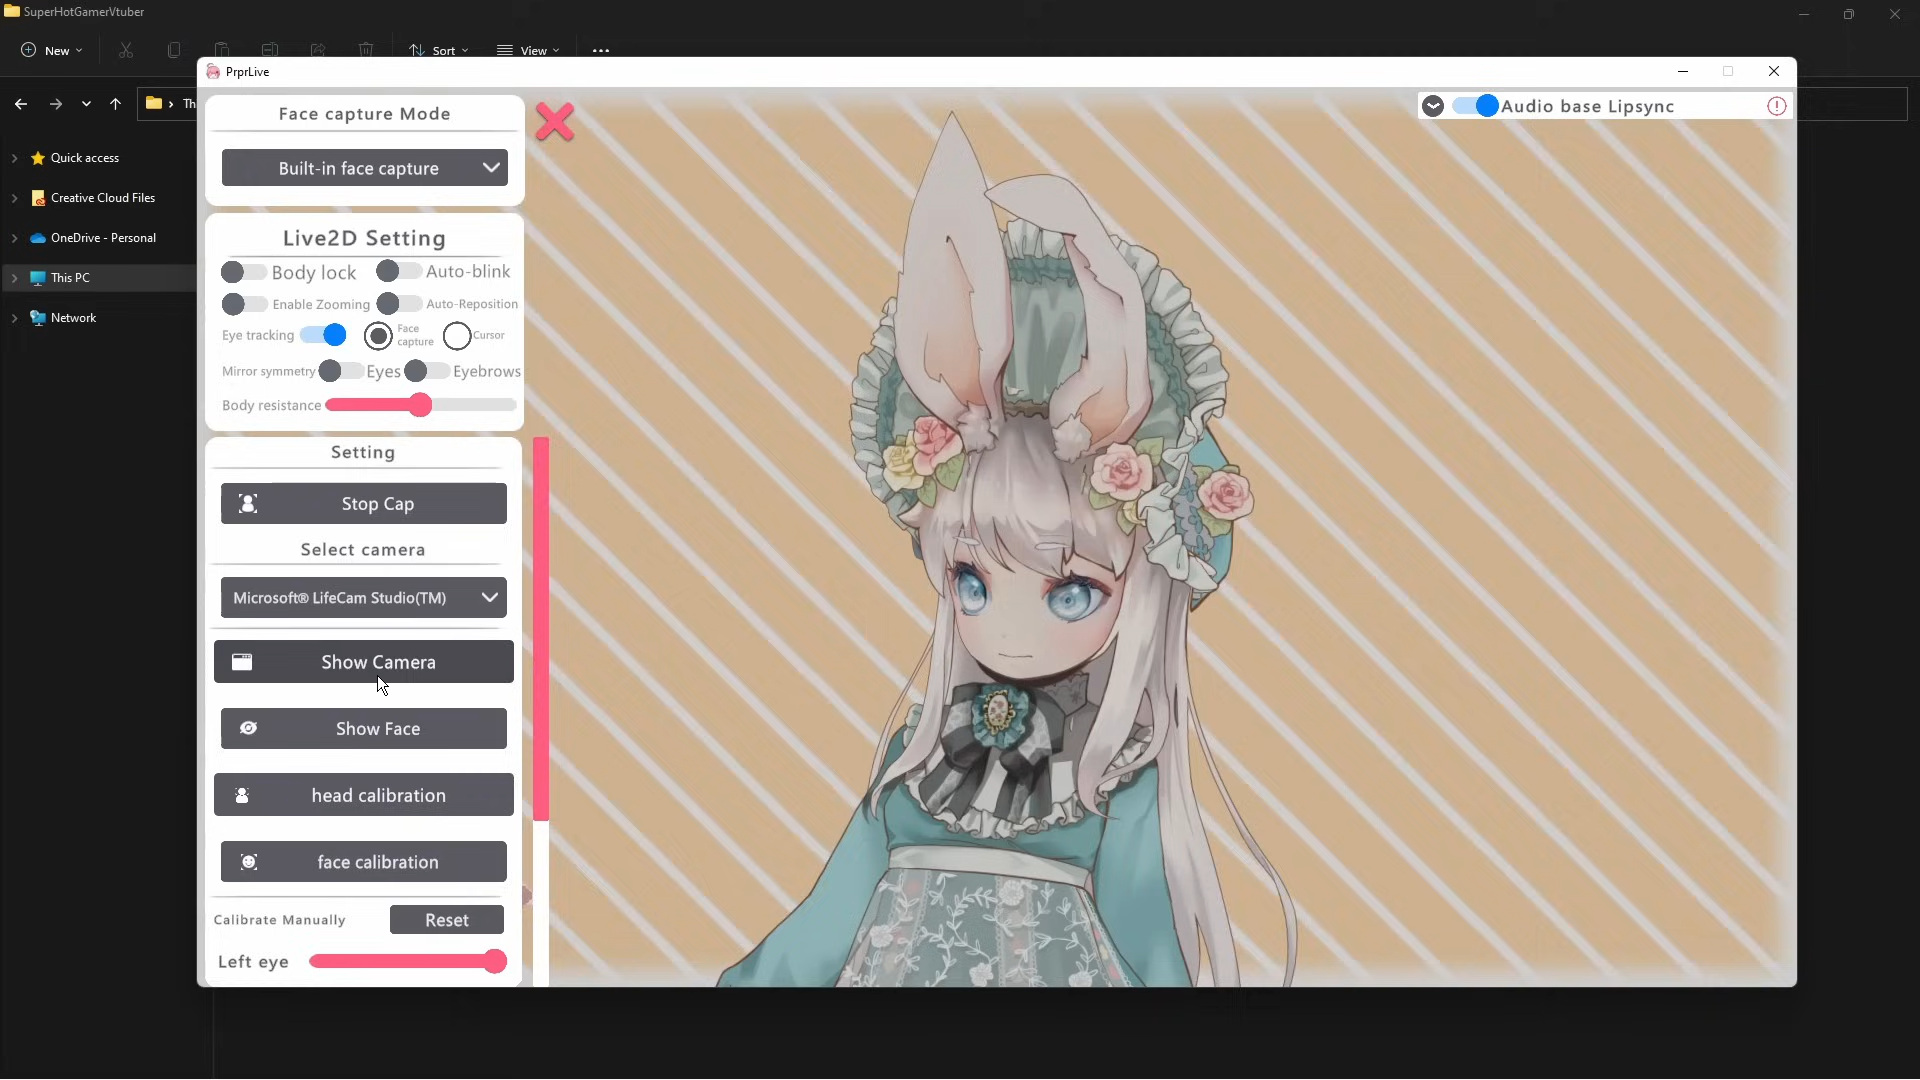 SuperHotGamerVtuber
New
Sort
View
PrprLive
Th
Face capture Mode
Built-in face capture
Audio base Lipsync
Quick access
Creative Cloud Files
OneDrive - Personal
This PC
Network
Live2D Setting
Body lock
Auto-blink
Enable Zooming
Auto-Reposition
Eye tracking
Face capture
Cursor
Mirror symmetry
Eyes
Eyebrows
Body resistance
Setting
Stop Cap
Select camera
Microsoft® LifeCam Studio(TM)
Show Camera
Show Face
head calibration
face calibration
Calibrate Manually
Reset
Left eye